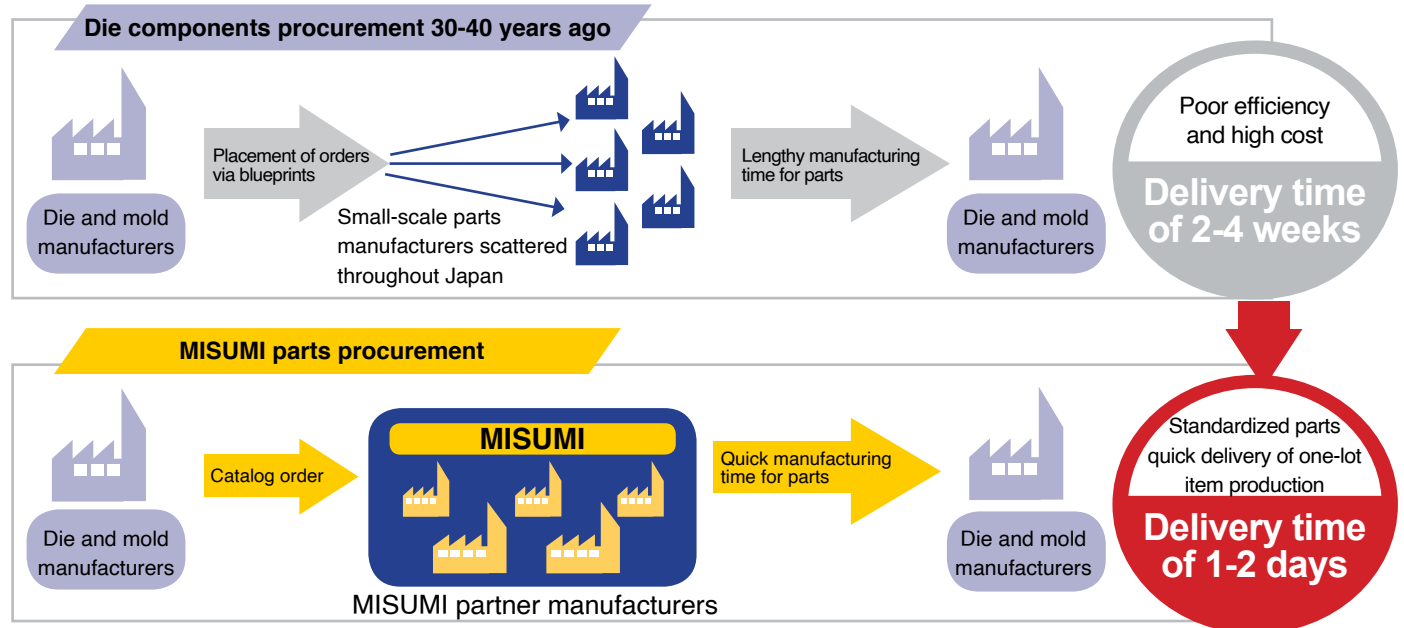 Die components procurement 30-40 years ago
Die and mold
manufacturers
Placement of orders
via blueprints
Small-scale parts
manufacturers scattered
throughout Japan
Lengthy manufacturing
time for parts
Die and mold
manufacturers
Poor efficiency
and high cost
Delivery time
of 2-4 weeks
MISUMI parts procurement
Die and mold
manufacturers
Catalog order
MISUMI
MISUMI partner manufacturers
Quick manufacturing
time for parts
Die and mold
manufacturers
Standardized parts
quick delivery of one-lot
item production
Delivery time
of 1-2 days